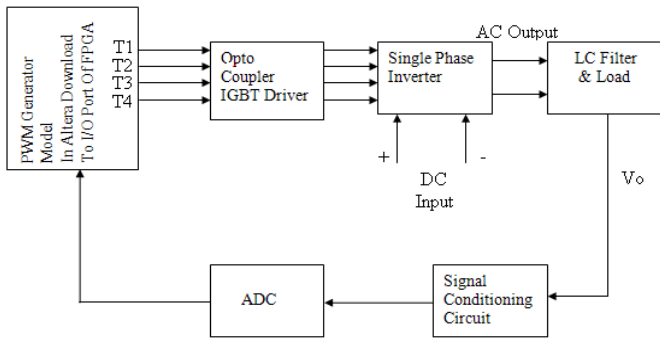 PWM Generator
Model
In Altera Download
To I/O Port Of FPGA
T1
T2
T3
T4
Opto
Coupler
IGBT Driver
Single Phase
Inverter
AC Output
LC Filter
& Load
+
-
DC
Input
Vo
ADC
Signal
Conditioning
Circuit